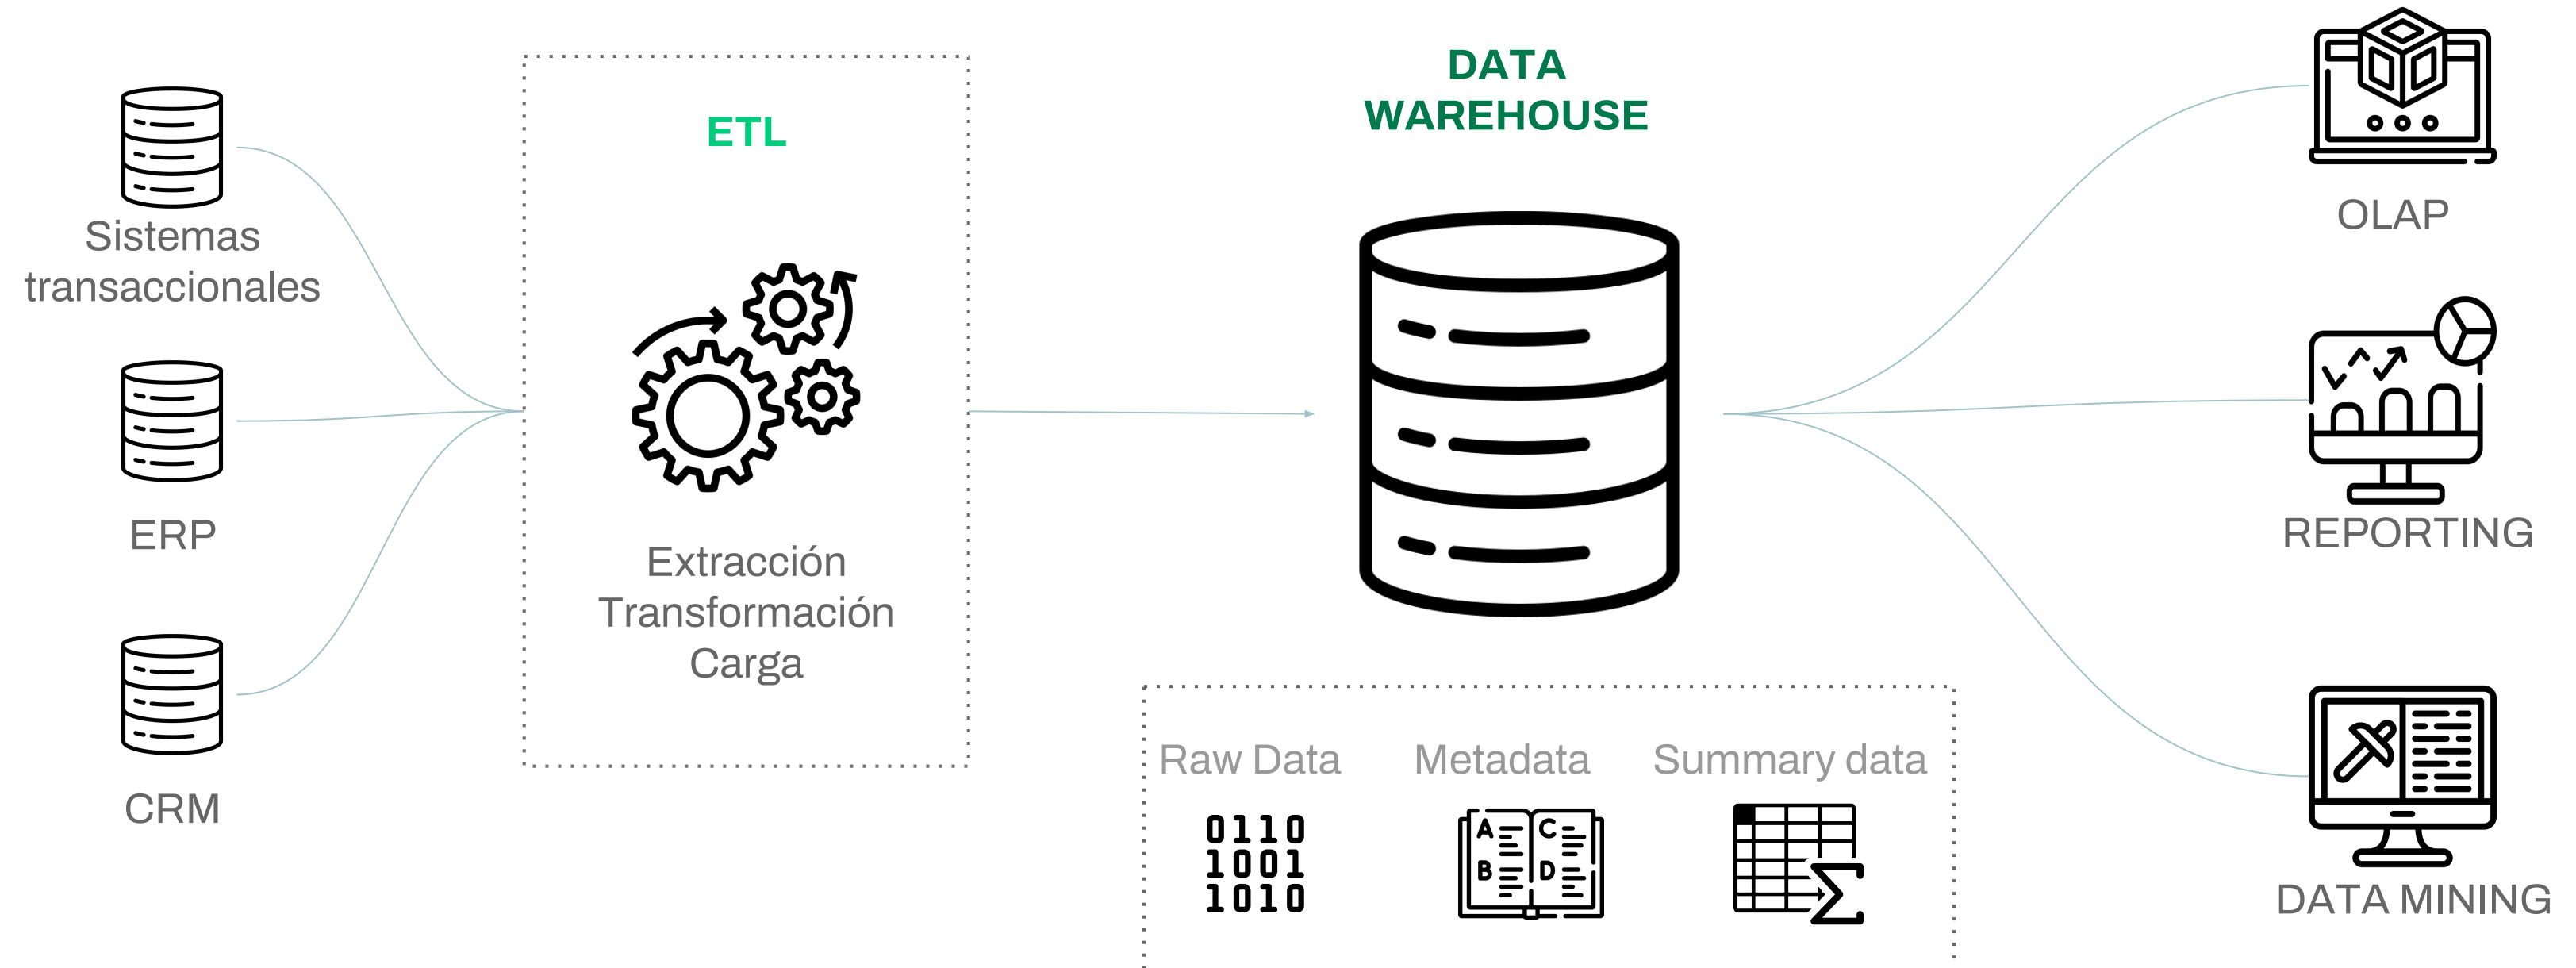 Sistemas
transaccionales
ERP
CRM
ETL
Extracción
Transformación
Carga
DATA
WAREHOUSE
Raw Data
0110
1001
1010
Metadata
A
B
C
D
Summary data
Σ
OLAP
REPORTING
DATA MINING